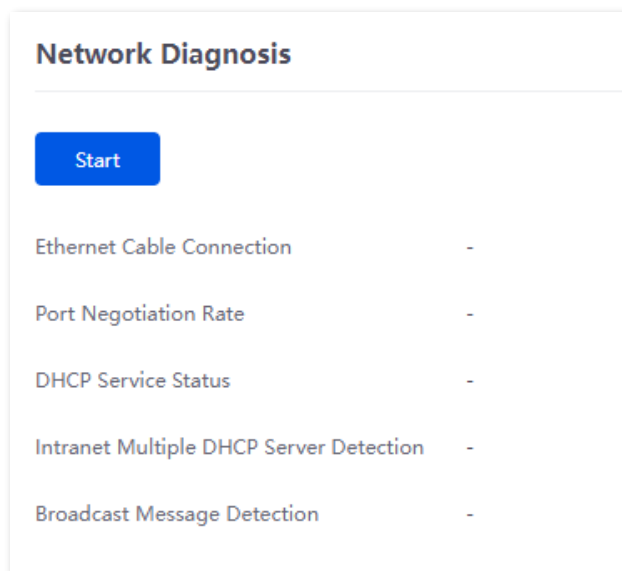 Network Diagnosis
Start
Ethernet Cable Connection -
Port Negotiation Rate -
DHCP Service Status -
Intranet Multiple DHCP Server Detection -
Broadcast Message Detection -